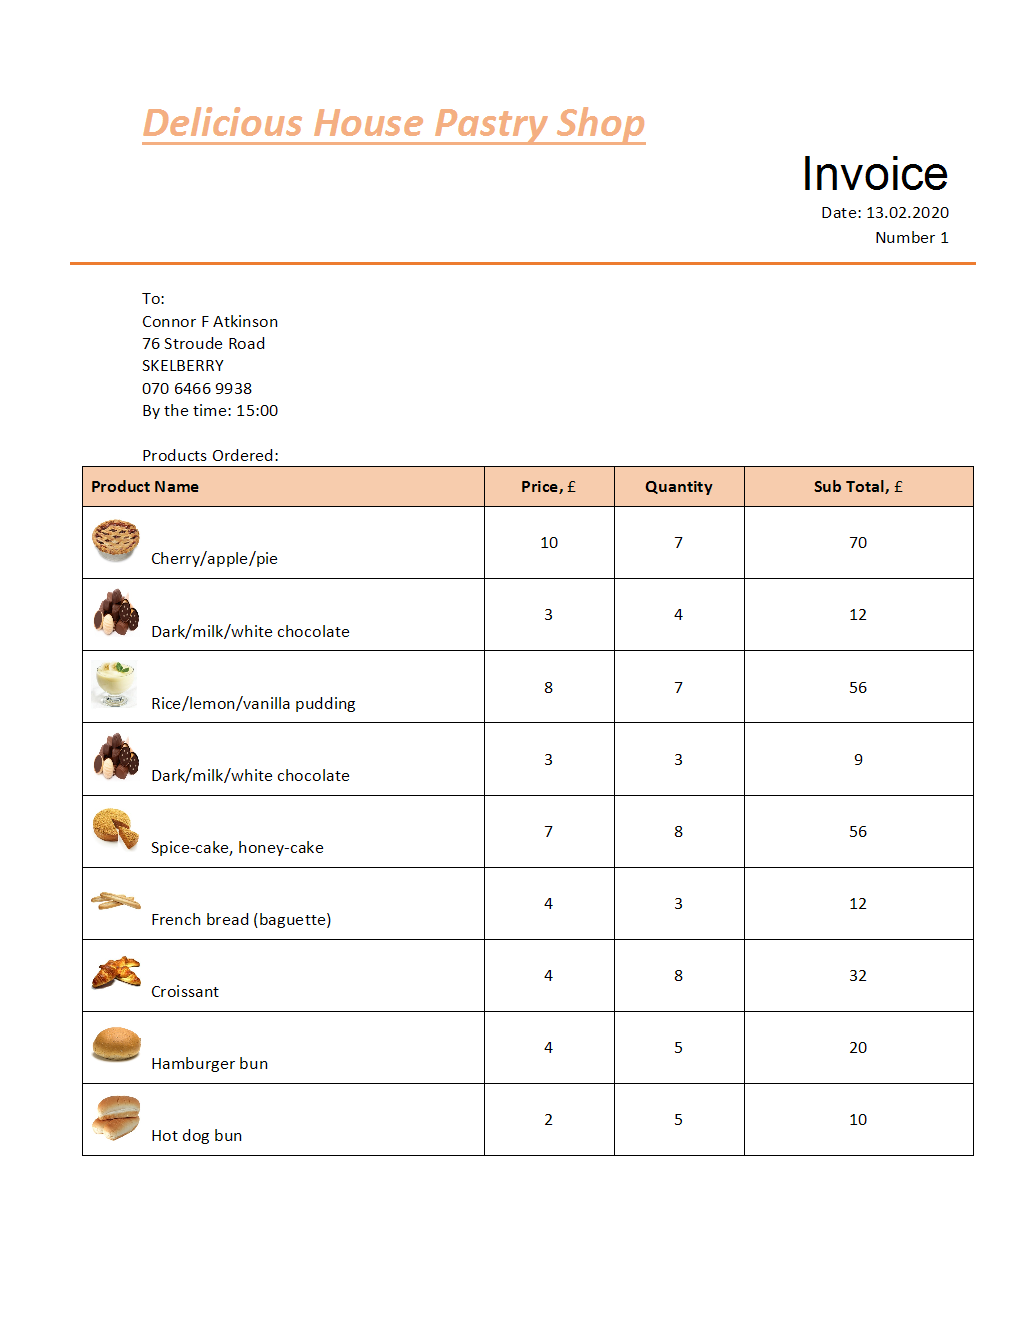 Delicious House Pastry Shop
Invoice
Date: 13.02.2020
Number 1
To:
Connor F Atkinson
76 Stroude Road
SKELBERRY
070 6466 9938
By the time: 15:00
Products Ordered:
Product Name Price, £ Quantity Sub Total, £
Cherry/apple/pie 10 7 70
Dark/milk/white chocolate 3 4 12
Rice/lemon/vanilla pudding 8 7 56
Dark/milk/white chocolate 3 3 9
Spice-cake, honey-cake 7 8 56
French bread (baguette) 4 3 12
Croissant 4 8 32
Hamburger bun 4 5 20
Hot dog bun 2 5 10